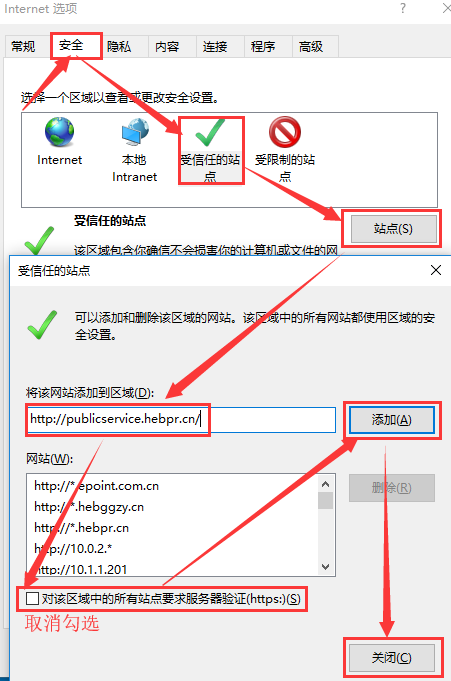 Internet 选项
常规 安全 隐私 内容 连接 程序 高级
选择一个区域以查看或更改安全设置。
Internet
本地
Intranet
受信任的站
点
受限制的站
点
受信任的站点
站点(S)
该区域包含你确信不会损害你的计算机或文件的网
受信任的站点
可以添加和删除该区域的网站。该区域中的所有网站都使用区域的安
全设置。
将该网站添加到区域(D):
http://publicservice.hebpr.cn/
添加(A)
网站(W):
http://*.epoint.com.cn
http://*.hebggzy.cn
http://*.hebpr.cn
http://10.0.2.*
http://10.1.1.201
删除(R)
对该区域中的所有站点要求服务器验证(https:)(S)
取消勾选
关闭(C)